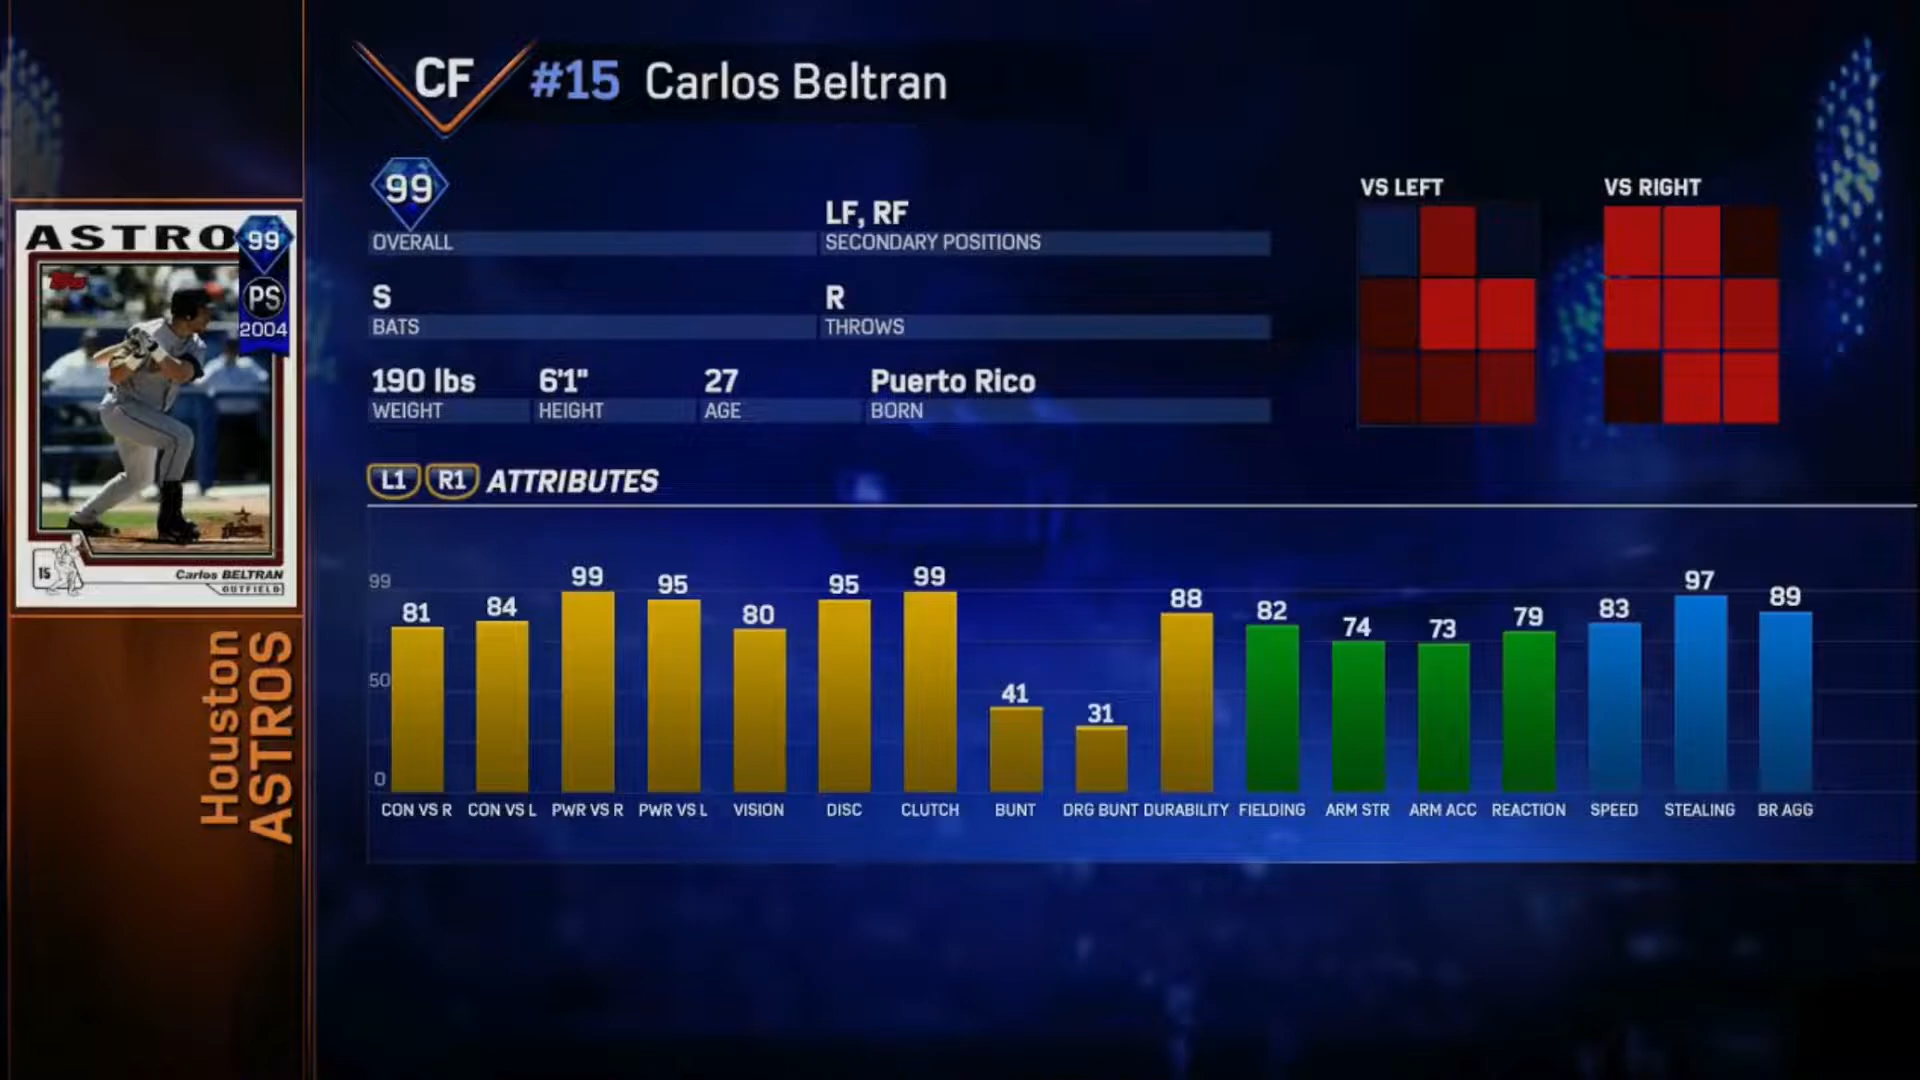 CF #15 Carlos Beltran
99
OVERALL
LF, RF
SECONDARY POSITIONS
S
BATS
R
THROWS
190 lbs
WEIGHT
6'1"
HEIGHT
27
AGE
Puerto Rico
BORN
VS LEFT
VS RIGHT
ASTRO
99
PS
2004
Topps
Astros
15
Carlos BELTRAN
OUTFIELD
Houston
ASTROS
L1 R1 ATTRIBUTES
99
50
0
81 84 99 95 80 95 99 41 31 88 82 74 73 79 83 97 89
CON VS R CON VS L PWR VS R PWR VS L VISION DISC CLUTCH BUNT DRG BUNT DURABILITY FIELDING ARM STR ARM ACC REACTION SPEED STEALING BR AGG